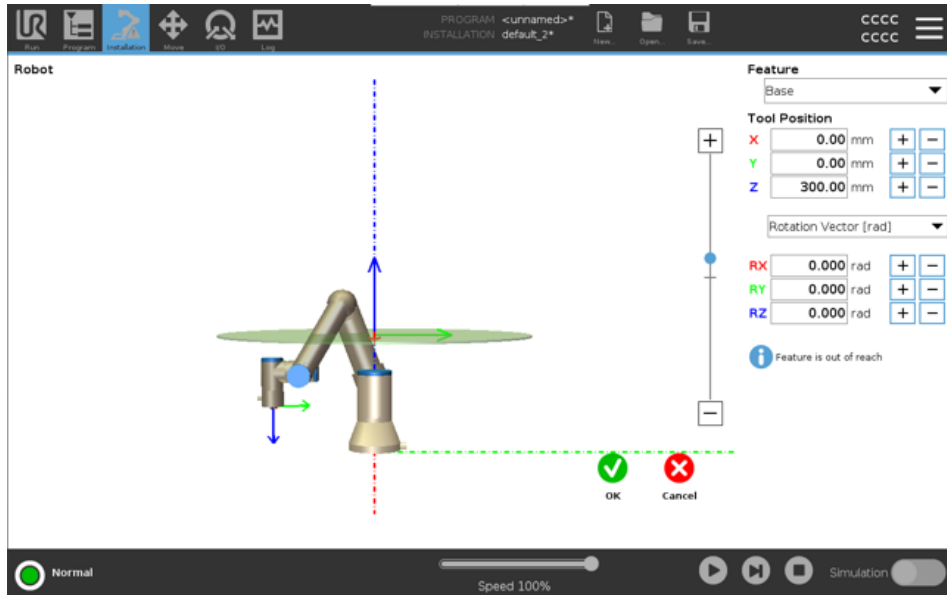 UR
PROGRAM <unnamed>*
INSTALLATION default_2*
cccc
cccc
Run
Program
Installation
Move
I/O
Log
New...
Open...
Save...
Robot
Feature
Base
Tool Position
X 0.00 mm + −
Y 0.00 mm + −
Z 300.00 mm + −
Rotation Vector [rad]
RX 0.000 rad + −
RY 0.000 rad + −
RZ 0.000 rad + −
i Feature is out of reach
+
−
OK
Cancel
Normal
Speed 100%
Simulation